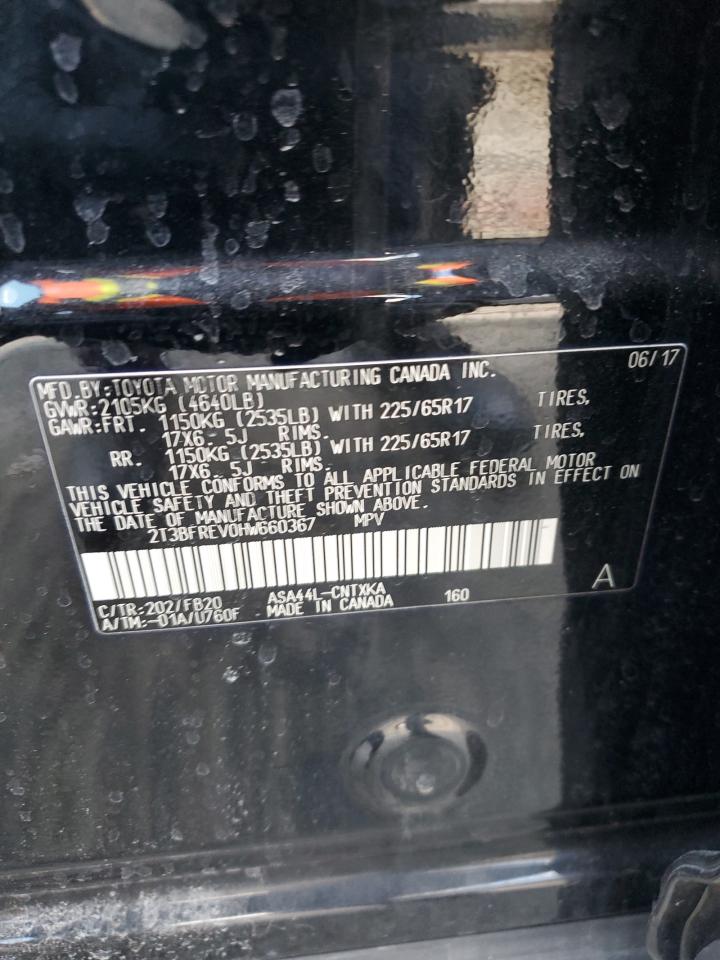 MFD.BY:TOYOTA MOTOR MANUFACTURING CANADA INC. 06/17
GVWR:2105KG (4640LB)
GAWR:FRT. 1150KG (2535LB) WITH 225/65R17 TIRES,
17X6.5J RIMS.
RR. 1150KG (2535LB) WITH 225/65R17 TIRES,
17X6.5J RIMS.
THIS VEHICLE CONFORMS TO ALL APPLICABLE FEDERAL MOTOR
VEHICLE SAFETY AND THEFT PREVENTION STANDARDS IN EFFECT ON
THE DATE OF MANUFACTURE SHOWN ABOVE.
2T3BFREV0HW660367 MPV
C/TR:202/FB20 ASA44L-CNTXKA 160 A
A/TM:-01A/U760F MADE IN CANADA